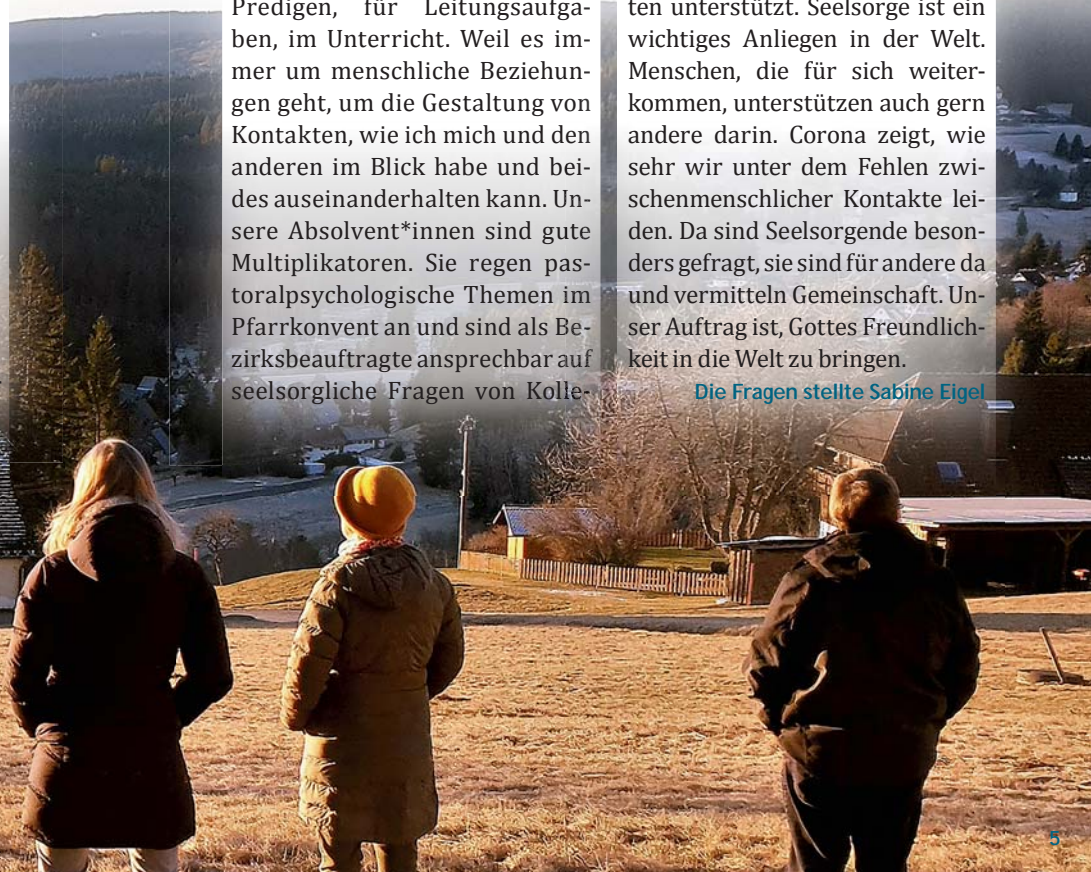 Predigen, für Leitungsaufga-
ben, im Unterricht. Weil es im-
mer um menschliche Beziehun-
gen geht, um die Gestaltung von
Kontakten, wie ich mich und den
anderen im Blick habe und bei-
des auseinanderhalten kann. Un-
sere Absolvent*innen sind gute
Multiplikatoren. Sie regen pas-
toralpsychologische Themen im
Pfarrkonvent an und sind als Be-
zirksbeauftragte ansprechbar auf
seelsorgliche Fragen von Kolle-
ten unterstützt. Seelsorge ist ein
wichtiges Anliegen in der Welt.
Menschen, die für sich weiter-
kommen, unterstützen auch gern
andere darin. Corona zeigt, wie
sehr wir unter dem Fehlen zwi-
schenmenschlicher Kontakte lei-
den. Da sind Seelsorgende beson-
ders gefragt, sie sind für andere da
und vermitteln Gemeinschaft. Un-
ser Auftrag ist, Gottes Freundlich-
keit in die Welt zu bringen.
Die Fragen stellte Sabine Eigel
5